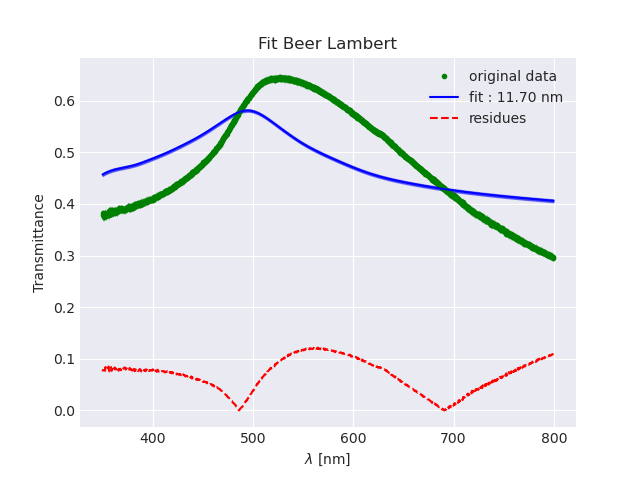 Fit Beer Lambert
original data
fit : 11.70 nm
residues
Transmittance
0.6
0.5
0.4
0.3
0.2
0.1
0.0
400 500 600 700 800
λ [nm]